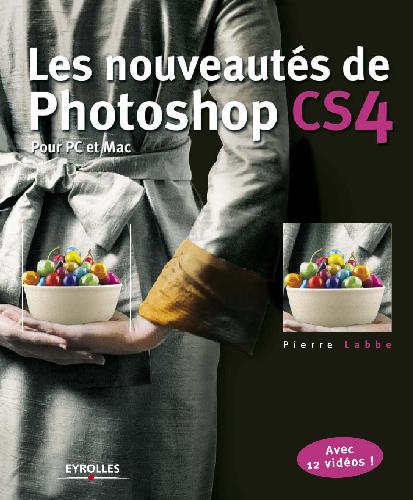 Les nouveautés de
Photoshop CS4
Pour PC et Mac
Pierre Labbe
Avec
12 vidéos !
EYROLLES